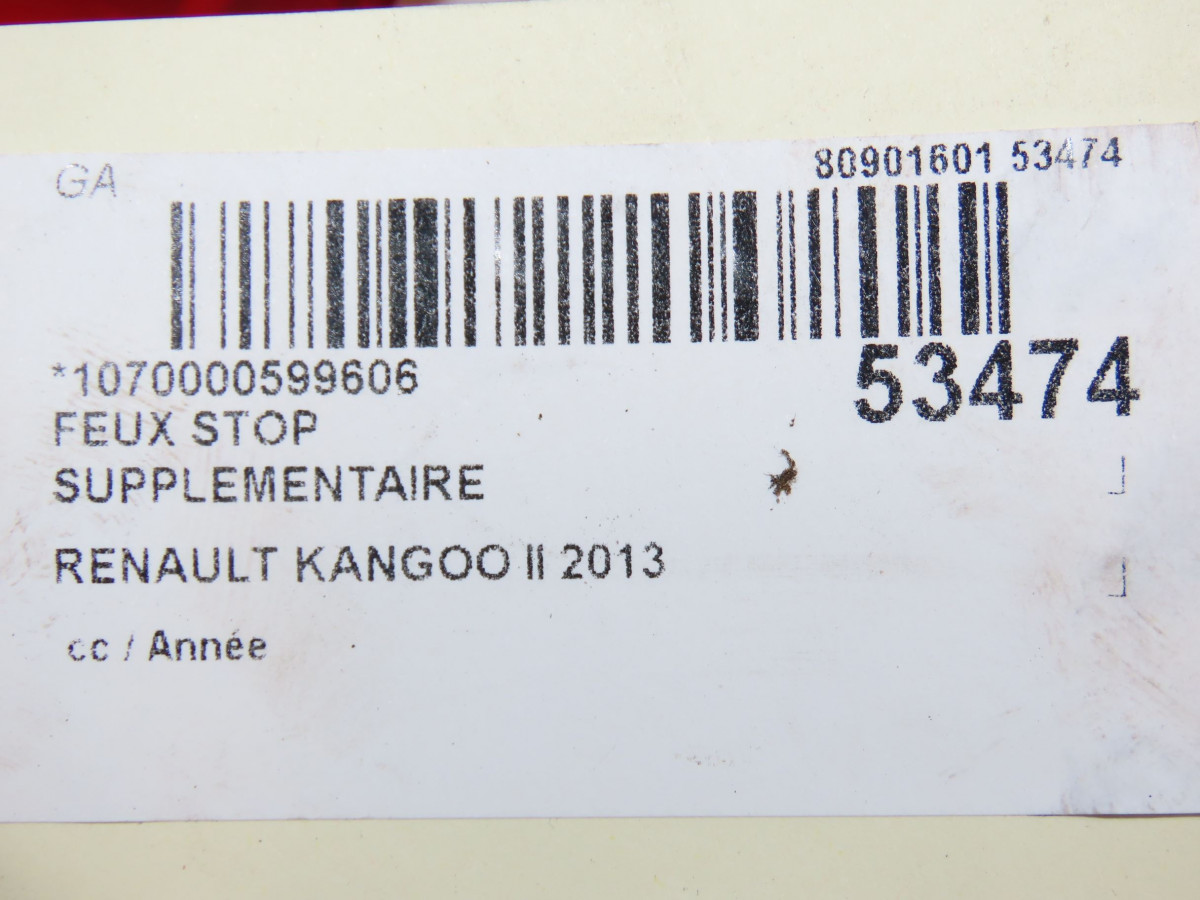 GA
80901601 53474
*1070000599606
53474
FEUX STOP
SUPPLEMENTAIRE
RENAULT KANGOO II 2013
cc / Année